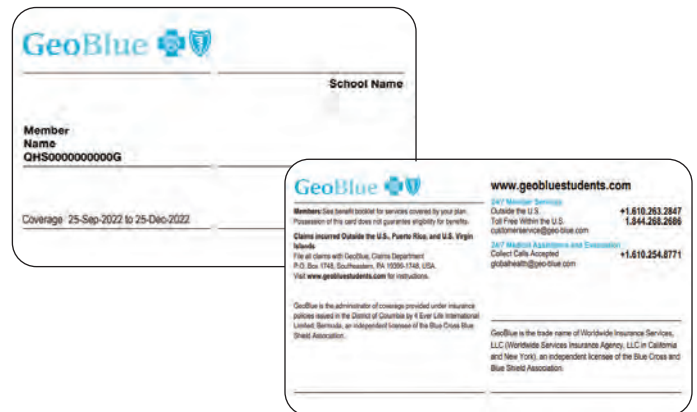 GeoBlue
School Name
Member
Name
QHS0000000000G
Coverage 25-Sep-2022 to 25-Dec-2022
GeoBlue
Members: See benefit booklet for services covered by your plan.
Possession of this card does not guarantee eligibility for benefits.
Claims incurred Outside the U.S., Puerto Rico, and U.S. Virgin
Islands
File all claims with GeoBlue, Claims Department
P.O. Box 1748, Southeastern, PA 19399-1748, USA.
Visit www.geobluestudents.com for instructions.
GeoBlue is the administrator of coverage provided under insurance
policies issued in the District of Columbia by 4 Ever Life International
Limited, Bermuda, an independent licensee of the Blue Cross Blue
Shield Association.
www.geobluestudents.com
24/7 Member Services
Outside the U.S. +1.610.263.2847
Toll Free Within the U.S. 1.844.268.2686
customerservice@geo-blue.com
24/7 Medical Assistance and Evacuation
Collect Calls Accepted +1.610.254.8771
globalhealth@geo-blue.com
GeoBlue is the trade name of Worldwide Insurance Services,
LLC (Worldwide Services Insurance Agency, LLC in California
and New York), an independent licensee of the Blue Cross and
Blue Shield Association.